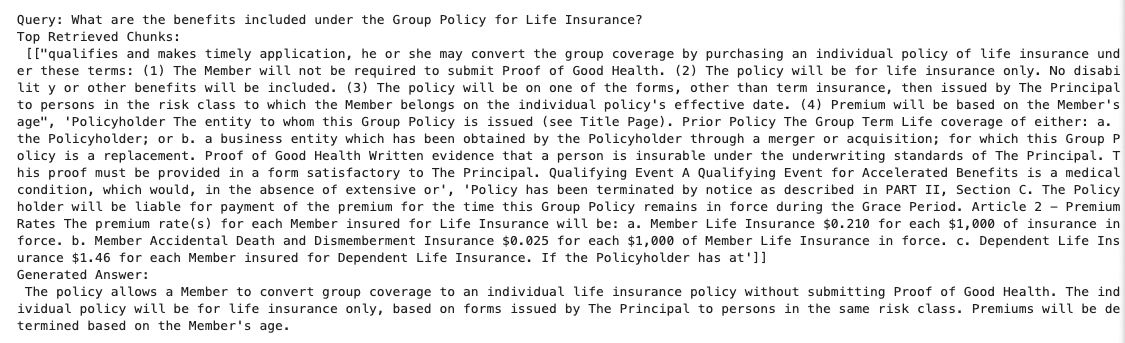 Query: What are the benefits included under the Group Policy for Life Insurance?
Top Retrieved Chunks:
[["qualifies and makes timely application, he or she may convert the group coverage by purchasing an individual policy of life insurance und
er these terms: (1) The Member will not be required to submit Proof of Good Health. (2) The policy will be for life insurance only. No disabi
lit y or other benefits will be included. (3) The policy will be on one of the forms, other than term insurance, then issued by The Principal
to persons in the risk class to which the Member belongs on the individual policy's effective date. (4) Premium will be based on the Member's
age", 'Policyholder The entity to whom this Group Policy is issued (see Title Page). Prior Policy The Group Term Life coverage of either: a.
the Policyholder; or b. a business entity which has been obtained by the Policyholder through a merger or acquisition; for which this Group P
olicy is a replacement. Proof of Good Health Written evidence that a person is insurable under the underwriting standards of The Principal. T
his proof must be provided in a form satisfactory to The Principal. Qualifying Event A Qualifying Event for Accelerated Benefits is a medical
condition, which would, in the absence of extensive or', 'Policy has been terminated by notice as described in PART II, Section C. The Policy
holder will be liable for payment of the premium for the time this Group Policy remains in force during the Grace Period. Article 2 – Premium
Rates The premium rate(s) for each Member insured for Life Insurance will be: a. Member Life Insurance $0.210 for each $1,000 of insurance in
force. b. Member Accidental Death and Dismemberment Insurance $0.025 for each $1,000 of Member Life Insurance in force. c. Dependent Life Ins
urance $1.46 for each Member insured for Dependent Life Insurance. If the Policyholder has at']]
Generated Answer:
The policy allows a Member to convert group coverage to an individual life insurance policy without submitting Proof of Good Health. The ind
ividual policy will be for life insurance only, based on forms issued by The Principal to persons in the same risk class. Premiums will be de
termined based on the Member's age.